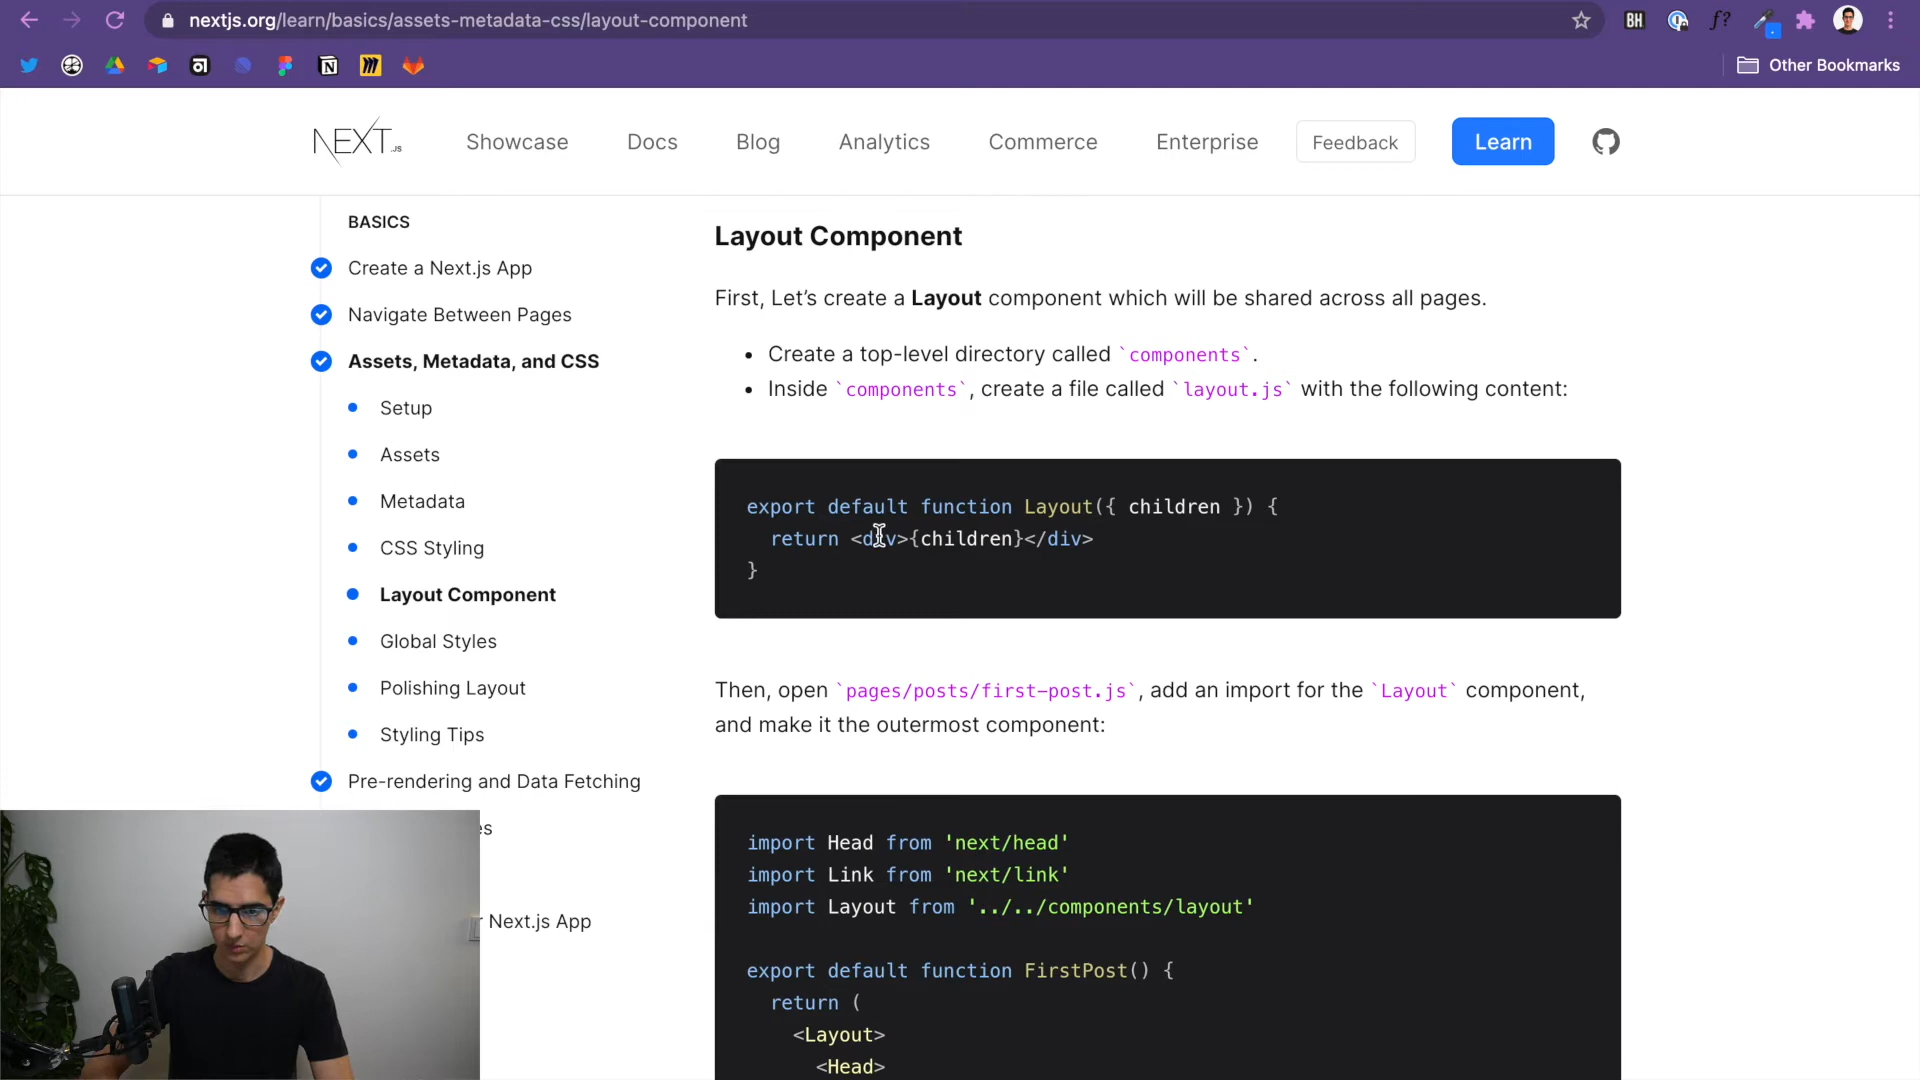 nextjs.org/learn/basics/assets-metadata-css/layout-component
BH
f?
Other Bookmarks
NEXT.JS
Showcase
Docs
Blog
Analytics
Commerce
Enterprise
Feedback
Learn
BASICS
Create a Next.js App
Navigate Between Pages
Assets, Metadata, and CSS
Setup
Assets
Metadata
CSS Styling
Layout Component
Global Styles
Polishing Layout
Styling Tips
Pre-rendering and Data Fetching
es
r Next.js App
Layout Component
First, Let’s create a Layout component which will be shared across all pages.
• Create a top-level directory called `components`.
• Inside `components`, create a file called `layout.js` with the following content:
export default function Layout({ children }) {
return <div>{children}</div>
}
Then, open `pages/posts/first-post.js`, add an import for the `Layout` component,
and make it the outermost component:
import Head from 'next/head'
import Link from 'next/link'
import Layout from '../../components/layout'
export default function FirstPost() {
return (
<Layout>
<Head>